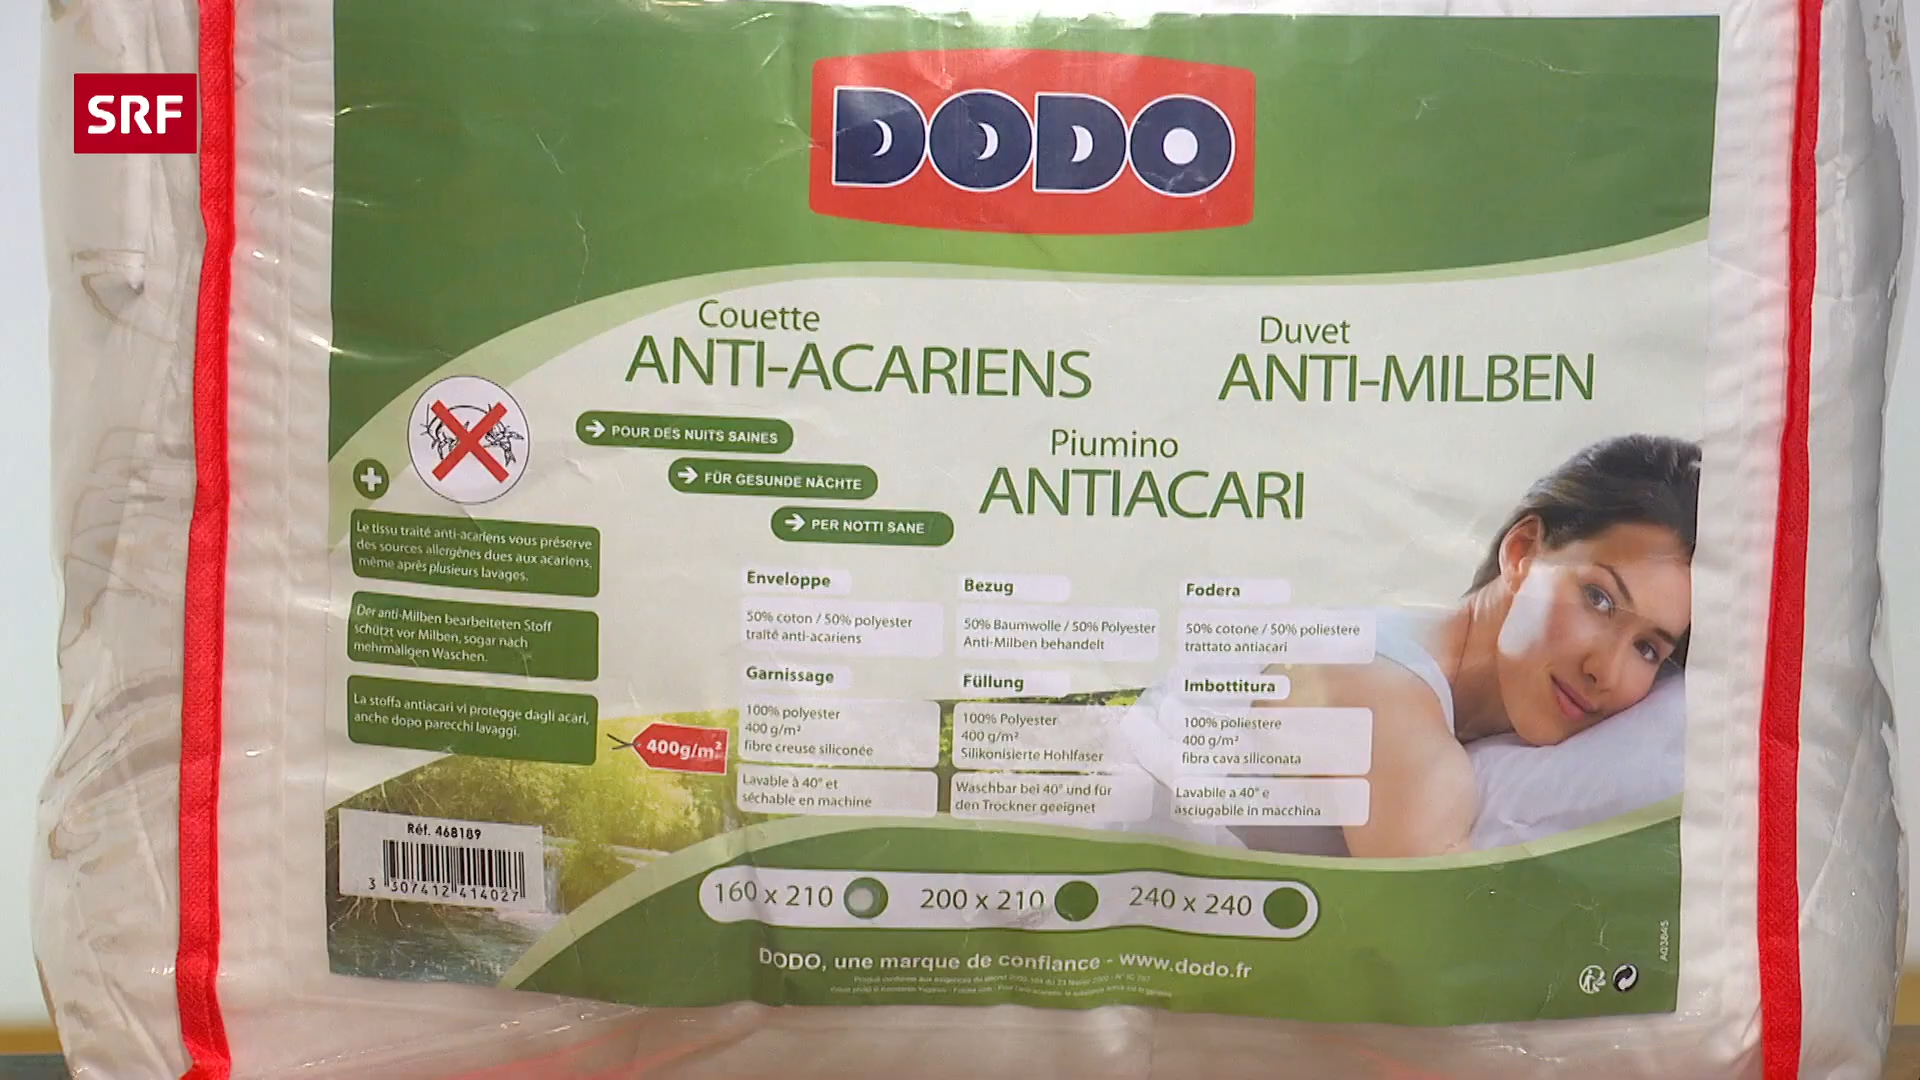 SRF
DODO
Couette
ANTI-ACARIENS
Duvet
ANTI-MILBEN
Piumino
ANTIACARI
POUR DES NUITS SAINES
FÜR GESUNDE NÄCHTE
PER NOTTI SANE
Le tissu traité anti-acariens vous préserve
des sources allergènes dues aux acariens,
même après plusieurs lavages.
Der anti-Milben bearbeiteten Stoff
schützt vor Milben, sogar nach
mehrmäligen Waschen.
La stoffa antiacari vi protegge dagli acari,
anche dopo parecchi lavaggi.
400g/m²
Enveloppe
50% coton / 50% polyester
traité anti-acariens
Garnissage
100% polyester
400 g/m²
fibre creuse siliconée
Lavable à 40° et
séchable en machine
Bezug
50% Baumwolle / 50% Polyester
Anti-Milben behandelt
Füllung
100% Polyester
400 g/m²
Silikonisierte Hohlfaser
Waschbar bei 40° und für
den Trockner geeignet
Fodera
50% cotone / 50% poliestere
trattato antiacari
Imbottitura
100% poliestere
400 g/m²
fibra cava siliconata
Lavabile a 40° e
asciugabile in macchina
Réf. 468189
3 307412 414027
160 x 210
200 x 210
240 x 240
DODO, une marque de confiance - www.dodo.fr
A03845